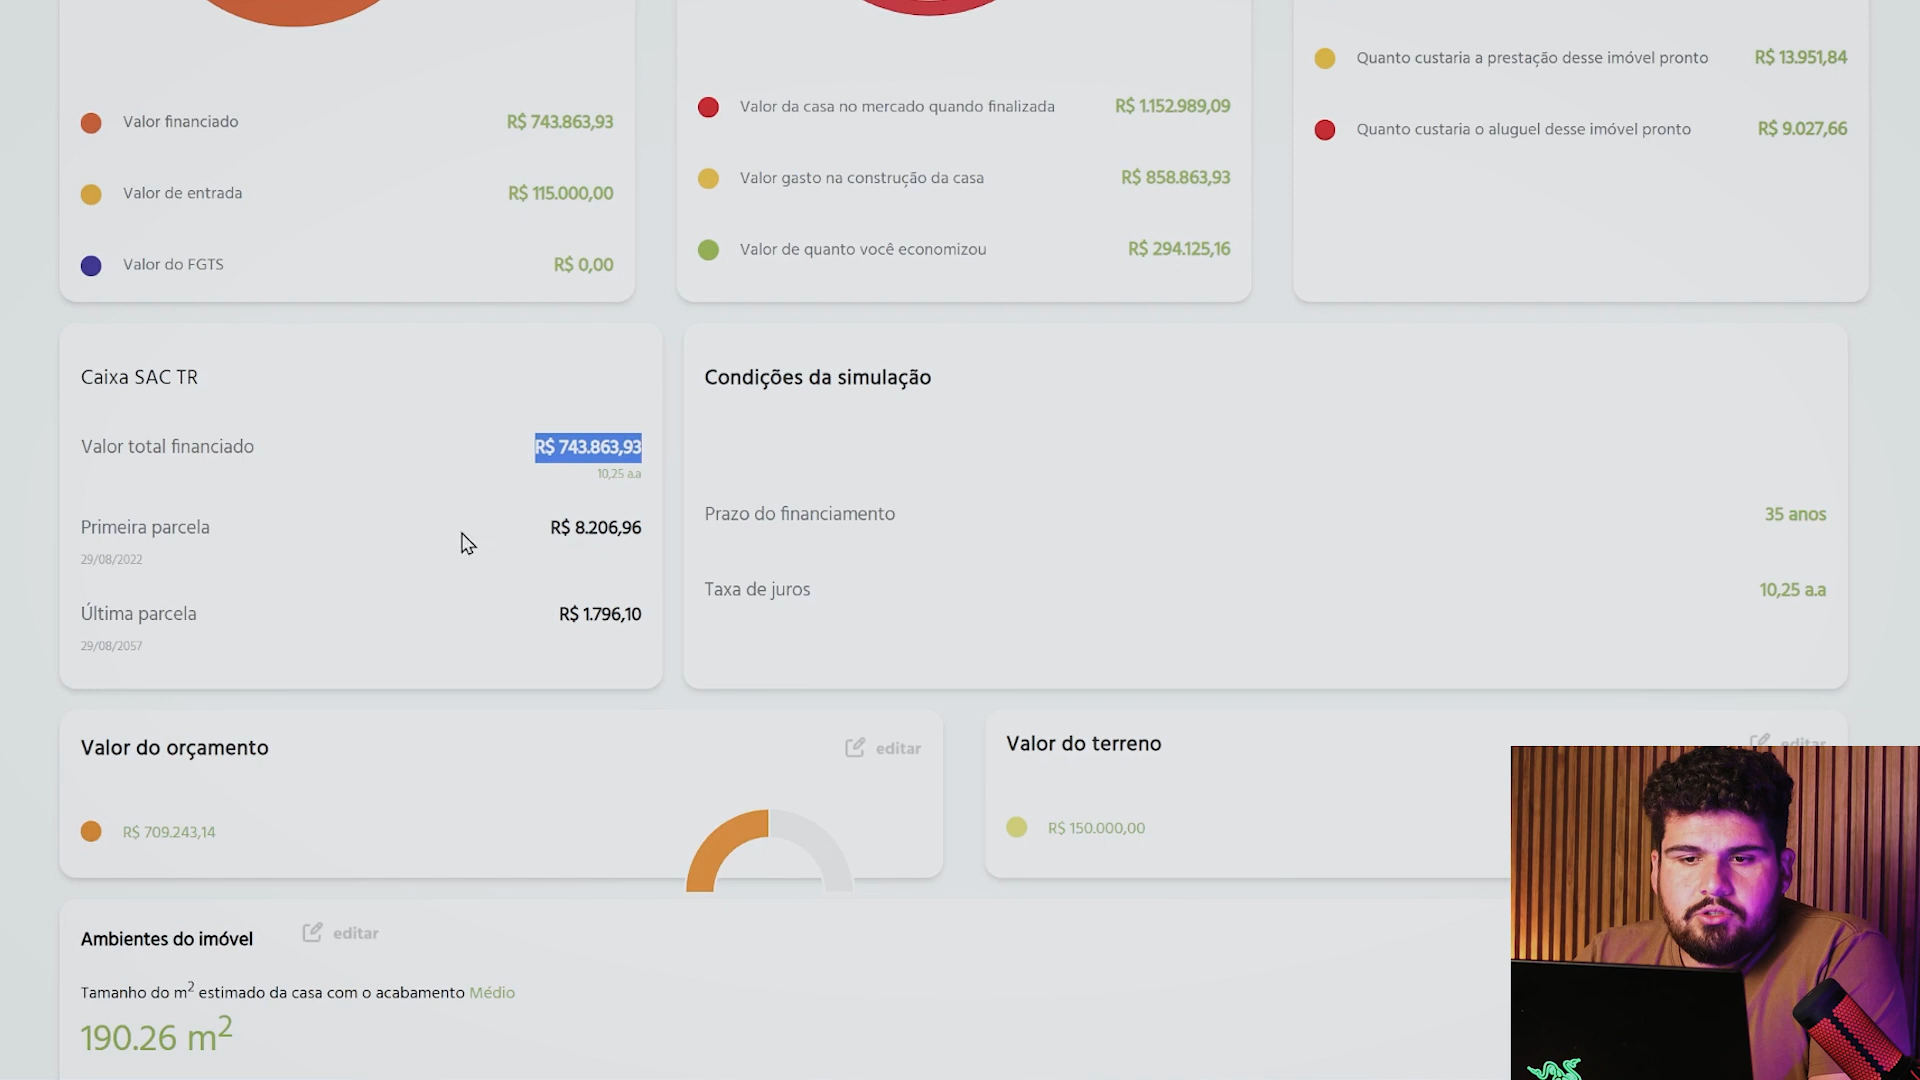 Valor financiado R$ 743.863,93
Valor de entrada R$ 115.000,00
Valor do FGTS R$ 0,00
Valor da casa no mercado quando finalizada R$ 1.152.989,09
Valor gasto na construção da casa R$ 858.863,93
Valor de quanto você economizou R$ 294.125,16
Quanto custaria a prestação desse imóvel pronto R$ 13.951,84
Quanto custaria o aluguel desse imóvel pronto R$ 9.027,66
Caixa SAC TR
Valor total financiado R$ 743.863,93
10,25 a.a
Primeira parcela R$ 8.206,96
29/08/2022
Última parcela R$ 1.796,10
29/08/2057
Condições da simulação
Prazo do financiamento 35 anos
Taxa de juros 10,25 a.a
Valor do orçamento editar
R$ 709.243,14
Valor do terreno editar
R$ 150.000,00
Ambientes do imóvel editar
Tamanho do m² estimado da casa com o acabamento Médio
190.26 m²